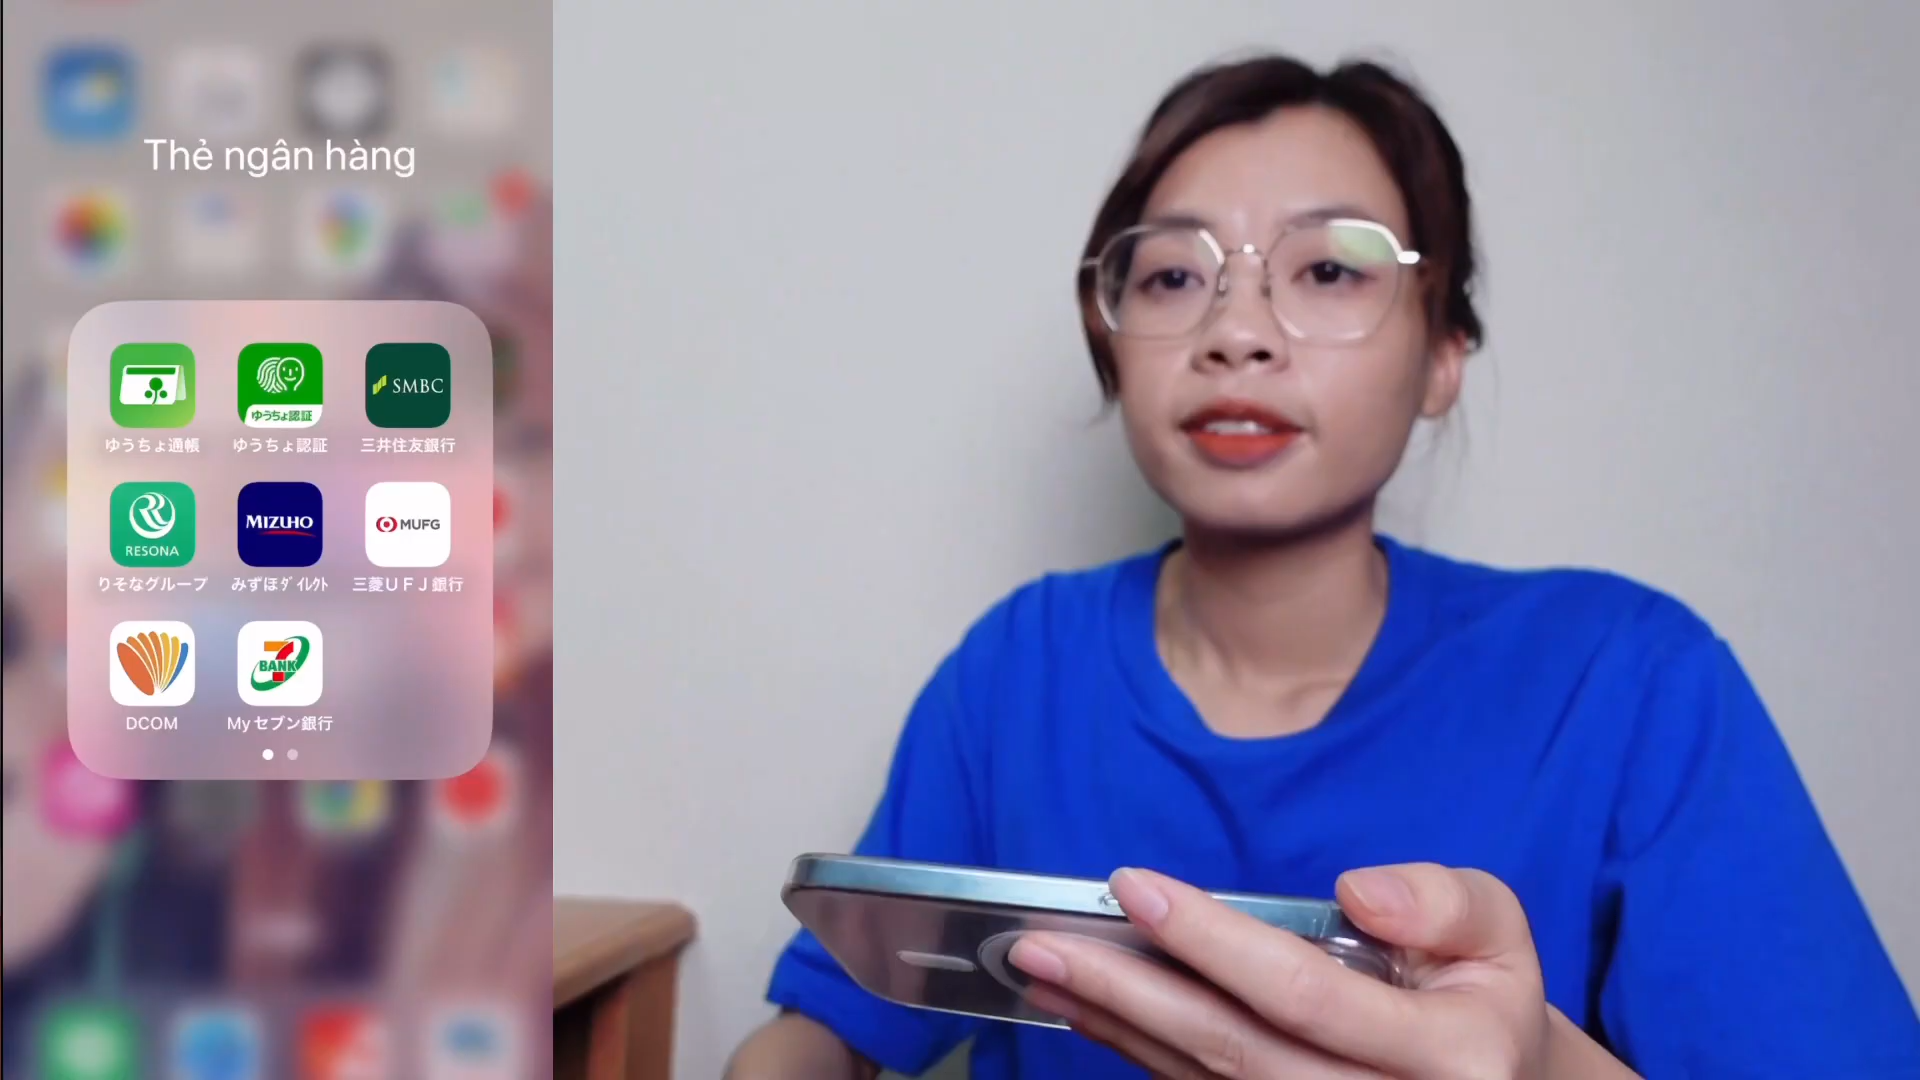 Thẻ ngân hàng
ゆうちょ認証
SMBC
ゆうちょ通帳
ゆうちょ認証
三井住友銀行
RESONA
MIZUHO
MUFG
りそなグループ
みずほﾀﾞｲﾚｸﾄ
三菱ＵＦＪ銀行
7
BANK
DCOM
My セブン銀行